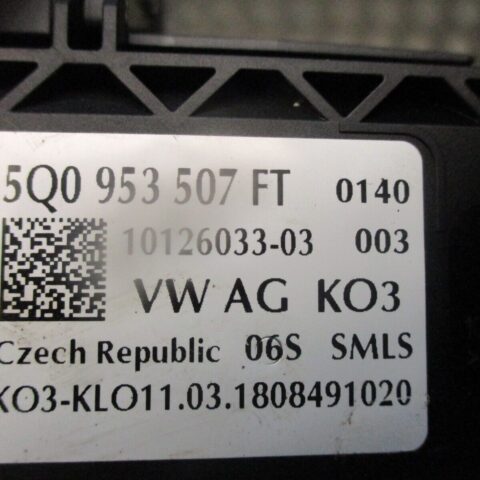 5Q0 953 507 FT 0140
10126033-03 003
VW AG KO3
Czech Republic 06S SMLS
KO3-KLO11.03.1808491020